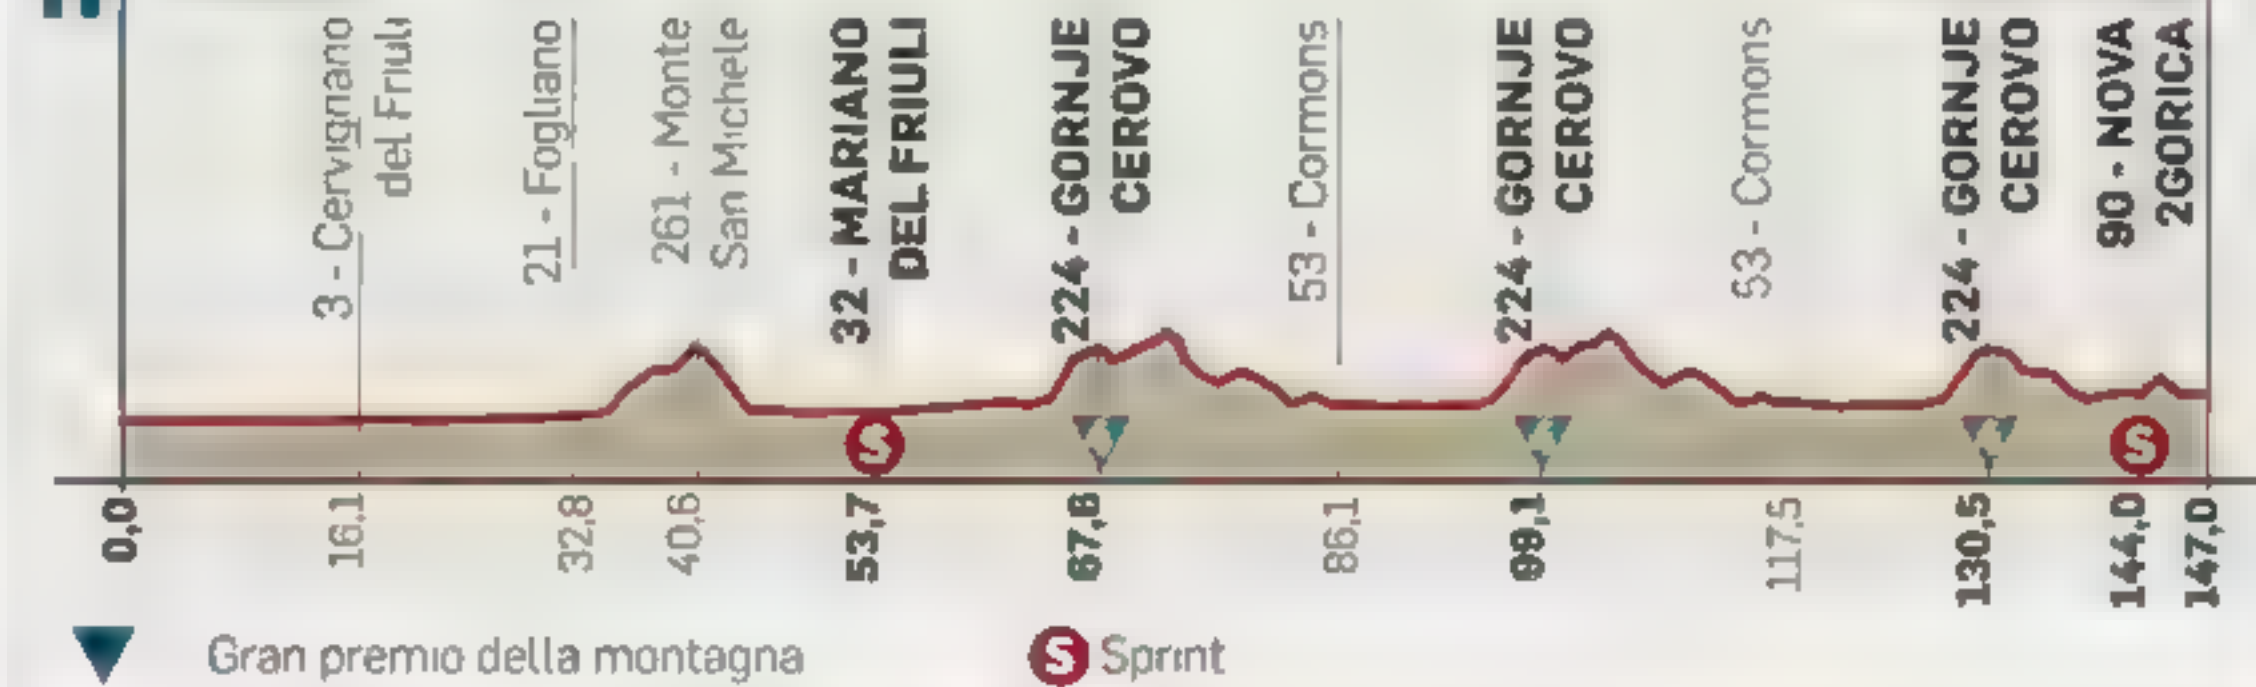 3 - Cervignano
del Friuli
21 - Fogliano
261 - Monte
San Michele
32 - MARIANO
DEL FRIULI
224 - GORNJE
CEROVO
53 - Cormons
224 - GORNJE
CEROVO
53 - Cormons
224 - GORNJE
CEROVO
90 - NOVA
2GORICA
S
S
0,0
16,1
32,8
40,6
53,7
67,8
86,1
99,1
117,5
130,5
144,0
147,0
Gran premio della montagna
S Sprint